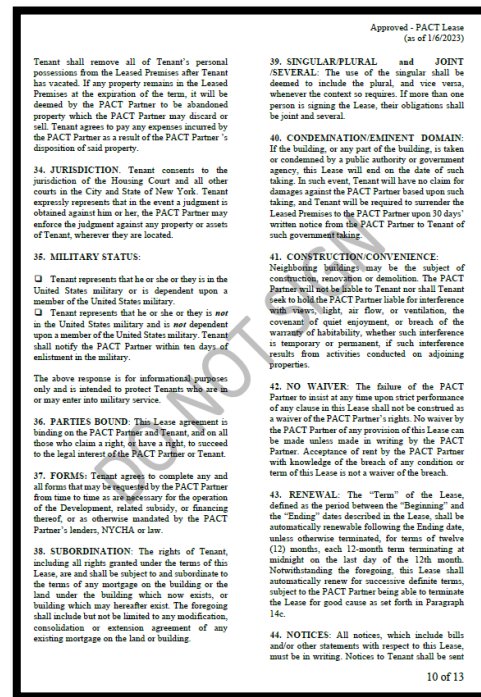 Approved - PACT Lease
(as of 1/6/2023)
Tenant shall remove all of Tenant's personal
possessions from the Leased Premises after Tenant
has vacated. If any property remains in the Leased
Premises at the expiration of the term, it will be
deemed by the PACT Partner to be abandoned
property which the PACT Partner may discard or
sell. Tenant agrees to pay any expenses incurred by
the PACT Partner as a result of the PACT Partner 's
disposition of said property.
34. JURISDICTION. Tenant consents to the
jurisdiction of the Housing Court and all other
courts in the City and State of New York. Tenant
expressly represents that in the event a judgment is
obtained against him or her, the PACT Partner may
enforce the judgment against any property or assets
of Tenant, wherever they are located.
35. MILITARY STATUS:
☐ Tenant represents that he or she or they is in the
United States military or is dependent upon a
member of the United States military.
☐ Tenant represents that he or she or they is not
in the United States military and is not dependent
upon a member of the United States military. Tenant
shall notify the PACT Partner within ten days of
enlistment in the military.
The above response is for informational purposes
only and is intended to protect Tenants who are in
or may enter into military service.
36. PARTIES BOUND: This Lease agreement is
binding on the PACT Partner and Tenant, and on all
those who claim a right, or have a right, to succeed
to the legal interest of the PACT Partner or Tenant.
37. FORMS: Tenant agrees to complete any and
all forms that may be requested by the PACT Partner
from time to time as are necessary for the operation
of the Development, related subsidy, or financing
thereof, or as otherwise mandated by the PACT
Partner's lenders, NYCHA or law.
38. SUBORDINATION: The rights of Tenant,
including all rights granted under the terms of this
Lease, are and shall be subject to and subordinate to
the terms of any mortgage on the building or the
land under the building which now exists, or
building which may hereafter exist. The foregoing
shall include but not be limited to any modification,
consolidation or extension agreement of any
existing mortgage on the land or building.
39. SINGULAR/PLURAL and JOINT
/SEVERAL: The use of the singular shall be
deemed to include the plural, and vice versa,
whenever the context so requires. If more than one
person is signing the Lease, their obligations shall
be joint and several.
40. CONDEMNATION/EMINENT DOMAIN:
If the building, or any part of the building, is taken
or condemned by a public authority or government
agency, this Lease will end on the date of such
taking. In such event, Tenant will have no claim for
damages against the PACT Partner based upon such
taking, and Tenant will be required to surrender the
Leased Premises to the PACT Partner upon 30 days'
written notice from the PACT Partner to Tenant of
such government taking.
41. CONSTRUCTION/CONVENIENCE:
Neighboring buildings may be the subject of
construction, renovation or demolition. The PACT
Partner will not be liable to Tenant nor shall Tenant
seek to hold the PACT Partner liable for interference
with views, light, air flow, or ventilation, the
covenant of quiet enjoyment, or breach of the
warranty of habitability, whether such interference
is temporary or permanent, if such interference
results from activities conducted on adjoining
properties.
42. NO WAIVER: The failure of the PACT
Partner to insist at any time upon strict performance
of any clause in this Lease shall not be construed as
a waiver of the PACT Partner's rights. No waiver by
the PACT Partner of any provision of this Lease can
be made unless made in writing by the PACT
Partner. Acceptance of rent by the PACT Partner
with knowledge of the breach of any condition or
term of this Lease is not a waiver of the breach.
43. RENEWAL: The "Term" of the Lease,
defined as the period between the "Beginning" and
the "Ending" dates described in the Lease, shall be
automatically renewable following the Ending date,
unless otherwise terminated, for terms of twelve
(12) months, each 12-month term terminating at
midnight on the last day of the 12th month.
Notwithstanding the foregoing, this Lease shall
automatically renew for successive definite terms,
subject to the PACT Partner being able to terminate
the Lease for good cause as set forth in Paragraph
14c.
44. NOTICES: All notices, which include bills
and/or other statements with respect to this Lease,
must be in writing. Notices to Tenant shall be sent
10 of 13
DO NOT SIGN